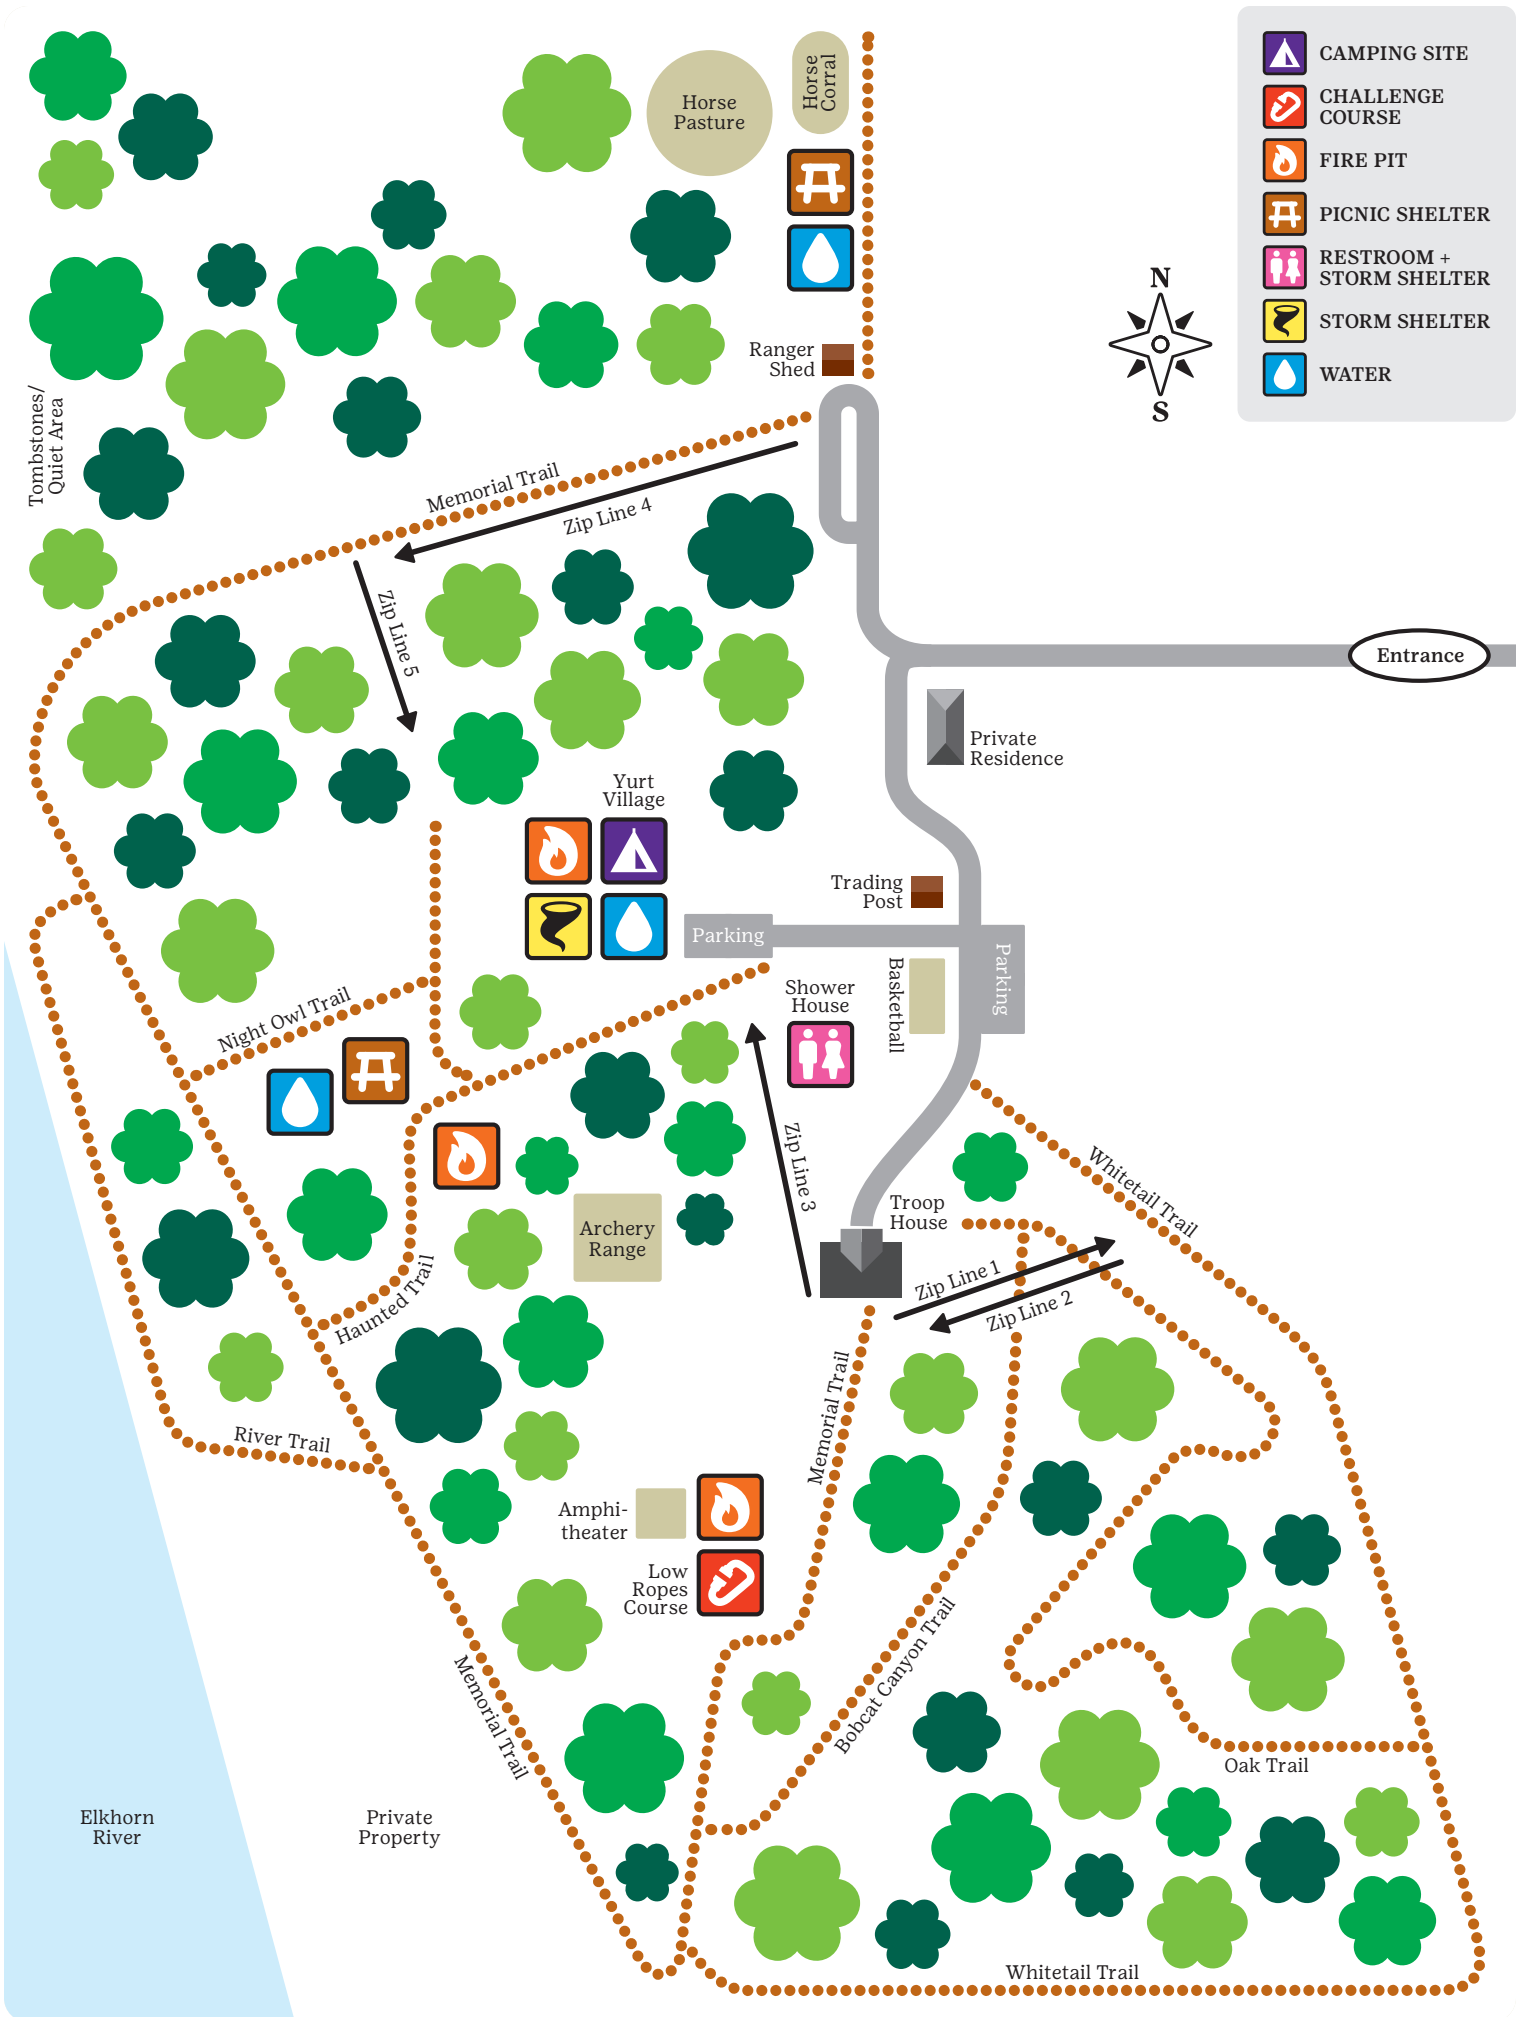 Horse
Pasture
Horse
Corral
CAMPING SITE
CHALLENGE
COURSE
FIRE PIT
PICNIC SHELTER
RESTROOM +
STORM SHELTER
STORM SHELTER
WATER
N
S
Ranger
Shed
Tombstones/
Quiet Area
Memorial Trail
Zip Line 4
Zip Line 5
Entrance
Private
Residence
Yurt
Village
Trading
Post
Parking
Parking
Basketball
Shower
House
Night Owl Trail
Zip Line 3
Whitetail Trail
Troop
House
Archery
Range
Haunted Trail
Zip Line 1
Zip Line 2
Memorial Trail
River Trail
Amphi-
theater
Low
Ropes
Course
Bobcat Canyon Trail
Memorial Trail
Oak Trail
Elkhorn
River
Private
Property
Whitetail Trail